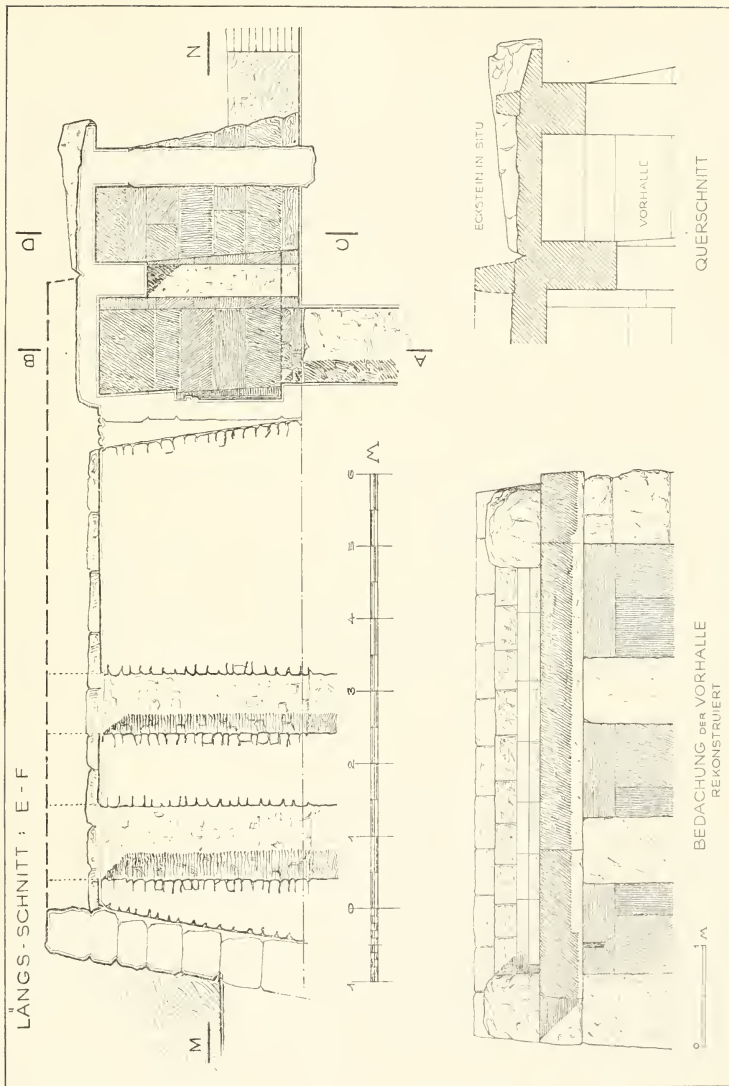 LÄNGS-SCHNITT : E-F
B
D
M
N
A
C
1 0 1 2 3 4 5 6 M
BEDACHUNG DER VORHALLE
REKONSTRUIERT
0 1 M
ECKSTEIN IN SITU
VORHALLE
QUERSCHNITT